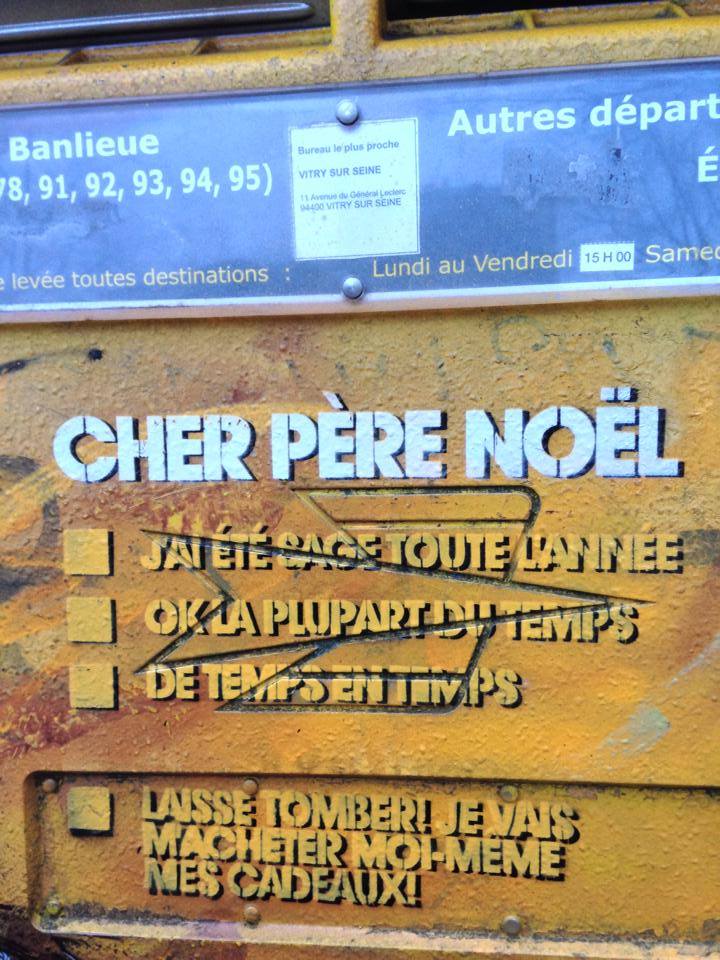 Banlieue
78, 91, 92, 93, 94, 95)
Bureau le plus proche
VITRY SUR SEINE
11 Avenue du Général Leclerc
94400 VITRY SUR SEINE
Autres départ
É
e levée toutes destinations :
Lundi au Vendredi 15 H 00 Samed
CHER PÈRE NOËL
J'AI ÉTÉ SAGE TOUTE L'ANNÉE
OK LA PLUPART DU TEMPS
DE TEMPS EN TEMPS
LAISSE TOMBER! JE VAIS
M'ACHETER MOI-MÊME
MES CADEAUX!